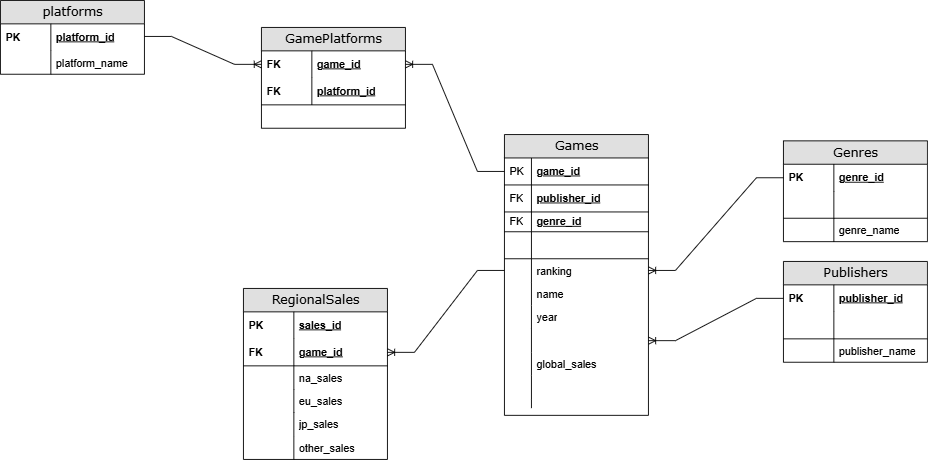 platforms
PK platform_id
platform_name
GamePlatforms
FK game_id
FK platform_id
Games
PK game_id
FK publisher_id
FK genre_id
ranking
name
year
global_sales
Genres
PK genre_id
genre_name
Publishers
PK publisher_id
publisher_name
RegionalSales
PK sales_id
FK game_id
na_sales
eu_sales
jp_sales
other_sales